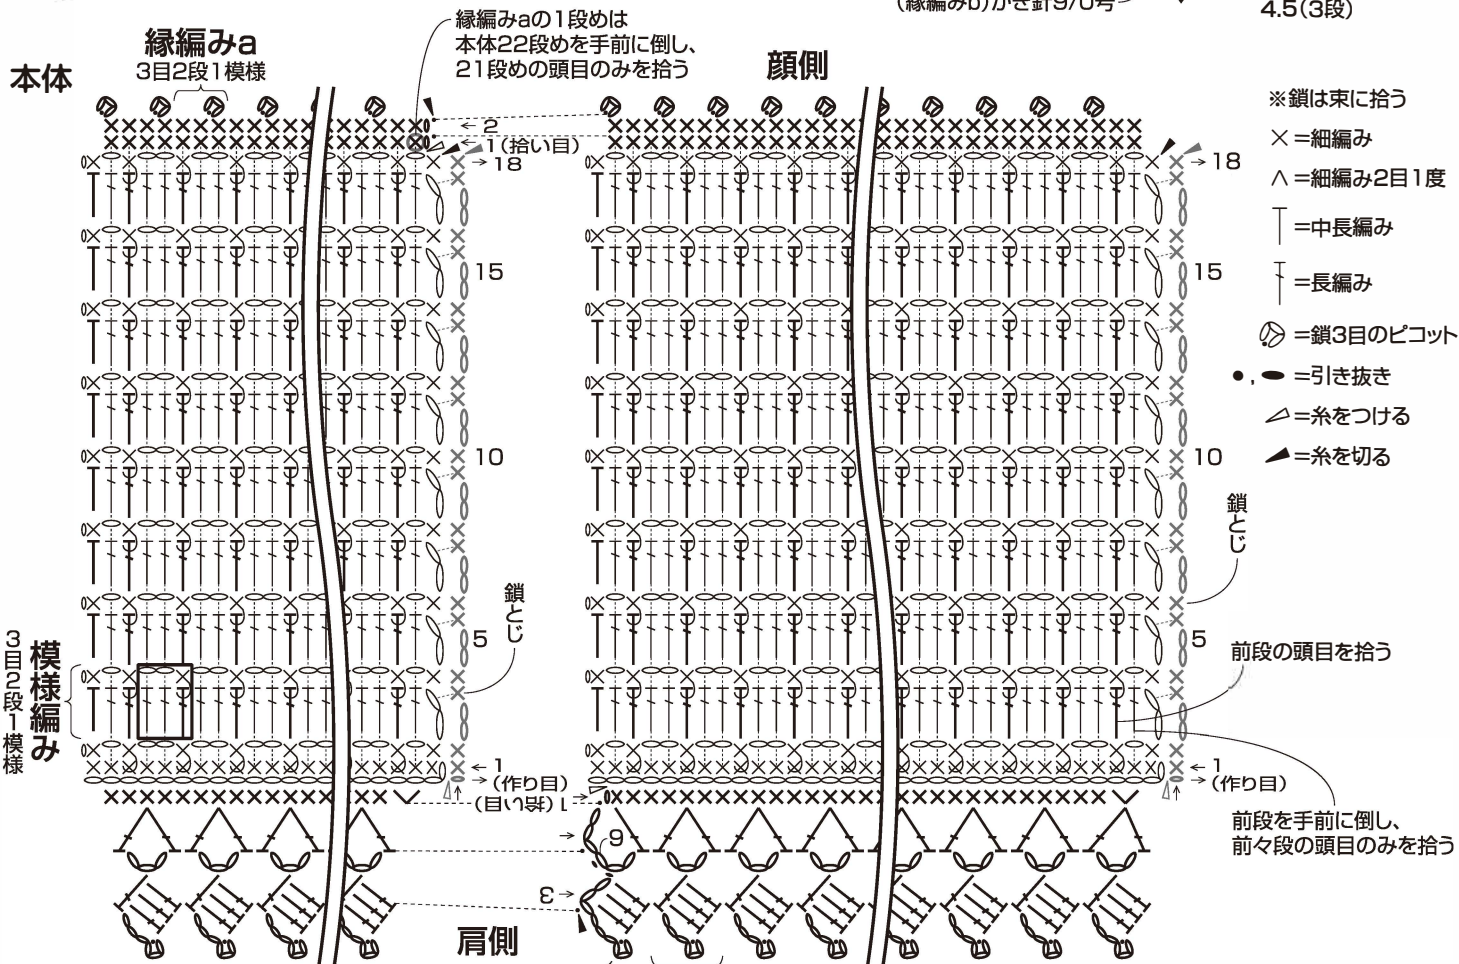 (縁編みb)かぎ針9/0号
4.5(3段)
縁編みaの1段めは
本体22段めを手前に倒し、
21段めの頭目のみを拾う
縁編みa
3目2段1模様
本体
顔側
※鎖は束に拾う
=細編み
=細編み2目1度
=中長編み
=長編み
=鎖3目のピコット
=引き抜き
=糸をつける
=糸を切る
2
1(拾い目)
18
15
10
5
1
(作り目)
18
15
10
5
1
(作り目)
鎖とじ
鎖とじ
模様編み
3目2段1模様
前段の頭目を拾う
前段を手前に倒し、
前々段の頭目のみを拾う
1(拾い目)
3
肩側